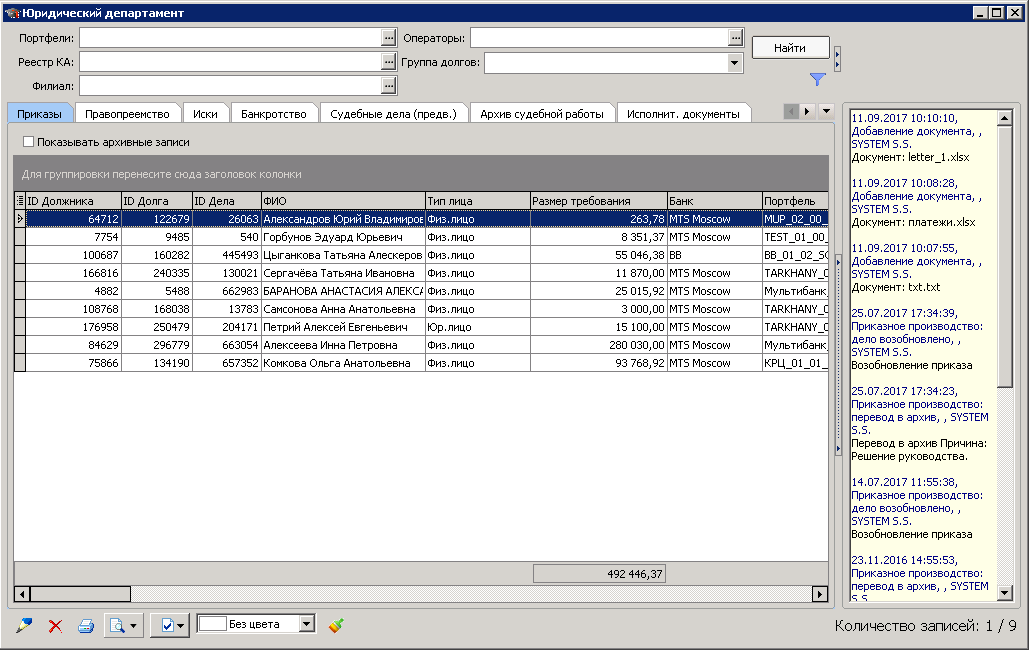 Юридический департамент
Портфели:
Операторы:
Найти
Реестр КА:
Группа долгов:
Филиал:
Приказы
Правопреемство
Иски
Банкротство
Судебные дела (предв.)
Архив судебной работы
Исполнит. документы
Показывать архивные записи
Для группировки перенесите сюда заголовок колонки
ID Должника ID Долга ID Дела ФИО Тип лица Размер требования Банк Портфель
64712 122679 26063 Александров Юрий Владимиров Физ.лицо 263,78 MTS Moscow MUP_02_00_
7754 9485 540 Горбунов Эдуард Юрьевич Физ.лицо 8 351,37 MTS Moscow TEST_01_00_
100687 160282 445493 Цыганкова Татьяна Алескеров Физ.лицо 55 046,38 BB BB_01_02_SO
166816 240335 130021 Сергачёва Татьяна Ивановна Физ.лицо 11 870,00 MTS Moscow TARKHANY_0
4882 5488 662983 БАРАНОВА АНАСТАСИЯ АЛЕКСА Физ.лицо 25 015,92 MTS Moscow Мультибанк_
108768 168038 13783 Самсонова Анна Анатольевна Физ.лицо 3 000,00 MTS Moscow TARKHANY_0
176958 250479 204171 Петрий Алексей Евгеньевич Юр.лицо 15 100,00 MTS Moscow TARKHANY_0
84629 296779 663054 Алексеева Инна Петровна Физ.лицо 280 030,00 MTS Moscow Мультибанк_
75866 134190 657352 Комкова Ольга Анатольевна Физ.лицо 93 768,92 MTS Moscow КРЦ_01_01_
492 446,37
11.09.2017 10:10:10,
Добавление документа, ,
SYSTEM S.S.
Документ: letter_1.xlsx
11.09.2017 10:08:28,
Добавление документа, ,
SYSTEM S.S.
Документ: платежи.xlsx
11.09.2017 10:07:55,
Добавление документа, ,
SYSTEM S.S.
Документ: txt.txt
25.07.2017 17:34:39,
Приказное производство:
дело возобновлено, ,
SYSTEM S.S.
Возобновление приказа
25.07.2017 17:34:23,
Приказное производство:
перевод в архив, , SYSTEM
S.S.
Перевод в архив Причина:
Решение руководства.
14.07.2017 11:55:38,
Приказное производство:
дело возобновлено, ,
SYSTEM S.S.
Возобновление приказа
23.11.2016 14:55:53,
Приказное производство:
перевод в архив, , SYSTEM
S.S.
Без цвета
Количество записей: 1 / 9